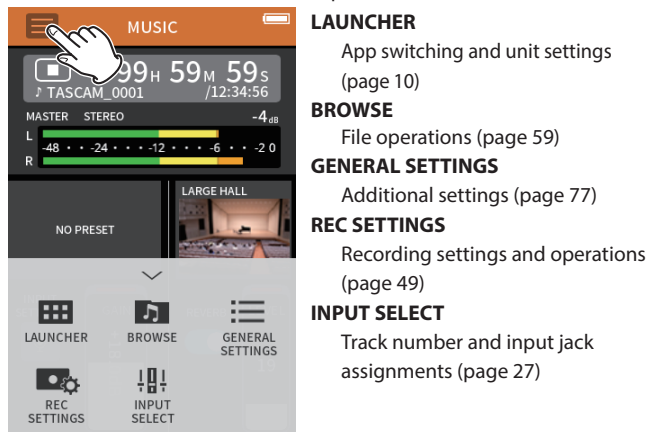 MUSIC
99H 59M 59s
♪ TASCAM_0001 /12:34:56
MASTER STEREO -4dB
L
-48 · · -24 · · · -12 · · · -6 · · -2 0
R
NO PRESET
LARGE HALL
LAUNCHER
BROWSE
GENERAL
SETTINGS
REC
SETTINGS
INPUT
SELECT
LAUNCHER
App switching and unit settings
(page 10)
BROWSE
File operations (page 59)
GENERAL SETTINGS
Additional settings (page 77)
REC SETTINGS
Recording settings and operations
(page 49)
INPUT SELECT
Track number and input jack
assignments (page 27)